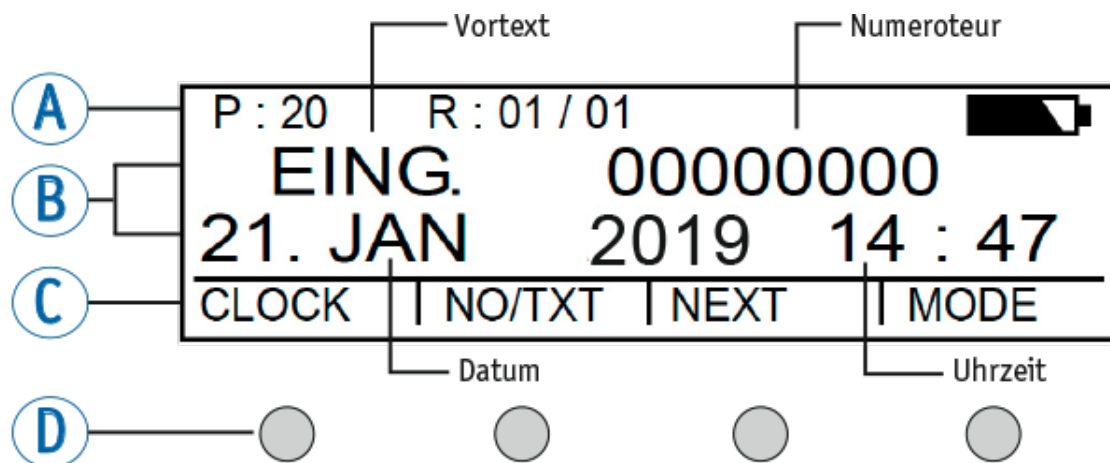 Vortext Numeroteur
A P : 20 R : 01 / 01
EING. 00000000
B
21. JAN 2019 14 : 47
C CLOCK NO/TXT NEXT MODE
Datum Uhrzeit
D